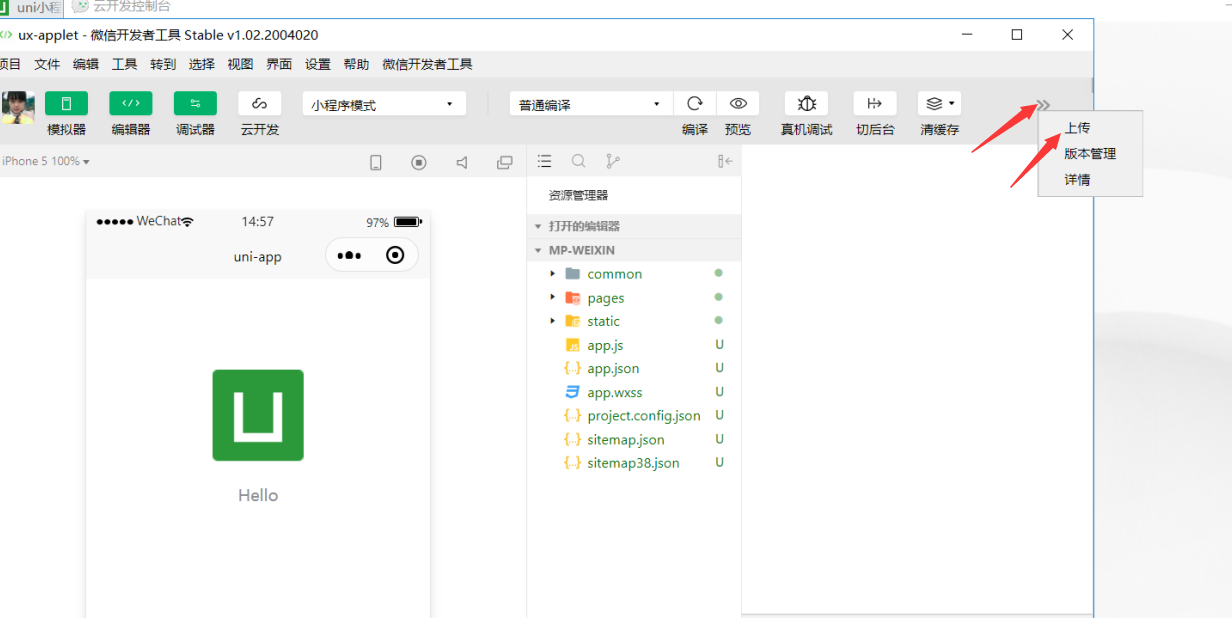 uni小程
云开发控制台
ux-applet - 微信开发者工具 Stable v1.02.2004020
项目 文件 编辑 工具 转到 选择 视图 界面 设置 帮助 微信开发者工具
小程序模式 普通编译
模拟器 编辑器 调试器 云开发 编译 预览 真机调试 切后台 清缓存
上传
版本管理
详情
iPhone 5 100%
资源管理器
打开的编辑器
MP-WEIXIN
common
pages
static
app.js U
app.json U
app.wxss U
project.config.json U
sitemap.json U
sitemap38.json U
WeChat 14:57 97%
uni-app
Hello